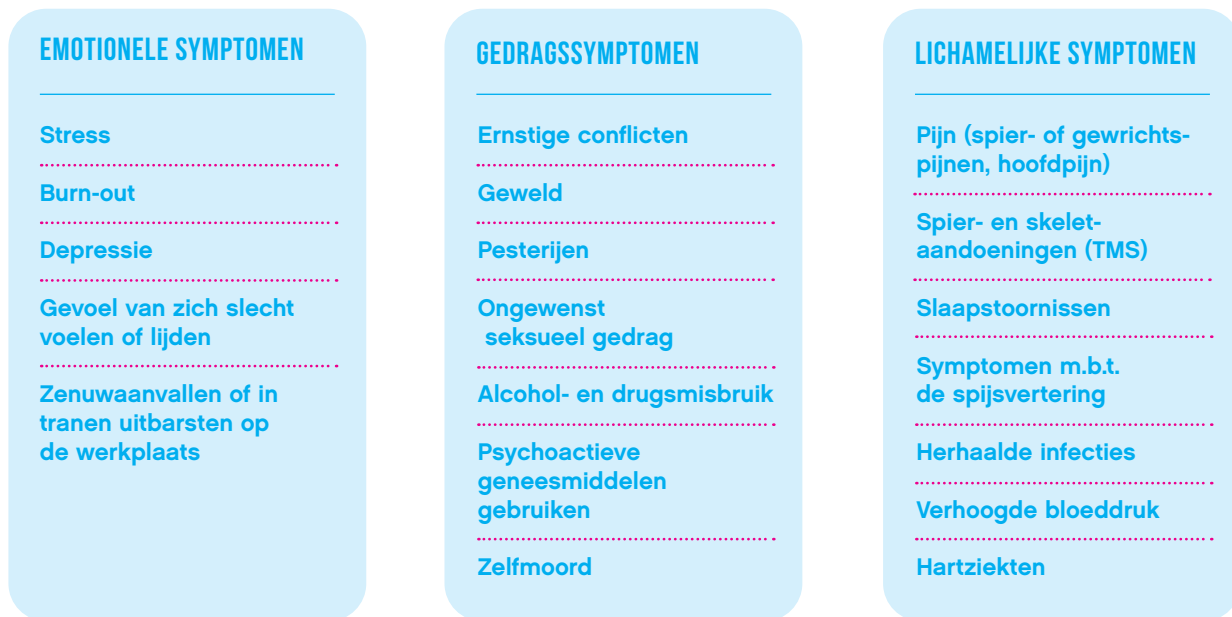 EMOTIONELE SYMPTOMEN
Stress
Burn-out
Depressie
Gevoel van zich slecht
voelen of lijden
Zenuwaanvallen of in
tranen uitbarsten op
de werkplaats
GEDRAGSSYMPTOMEN
Ernstige conflicten
Geweld
Pesterijen
Ongewenst
seksueel gedrag
Alcohol- en drugsmisbruik
Psychoactieve
geneesmiddelen
gebruiken
Zelfmoord
LICHAMELIJKE SYMPTOMEN
Pijn (spier- of gewrichts-
pijnen, hoofdpijn)
Spier- en skelet-
aandoeningen (TMS)
Slaapstoornissen
Symptomen m.b.t.
de spijsvertering
Herhaalde infecties
Verhoogde bloeddruk
Hartziekten